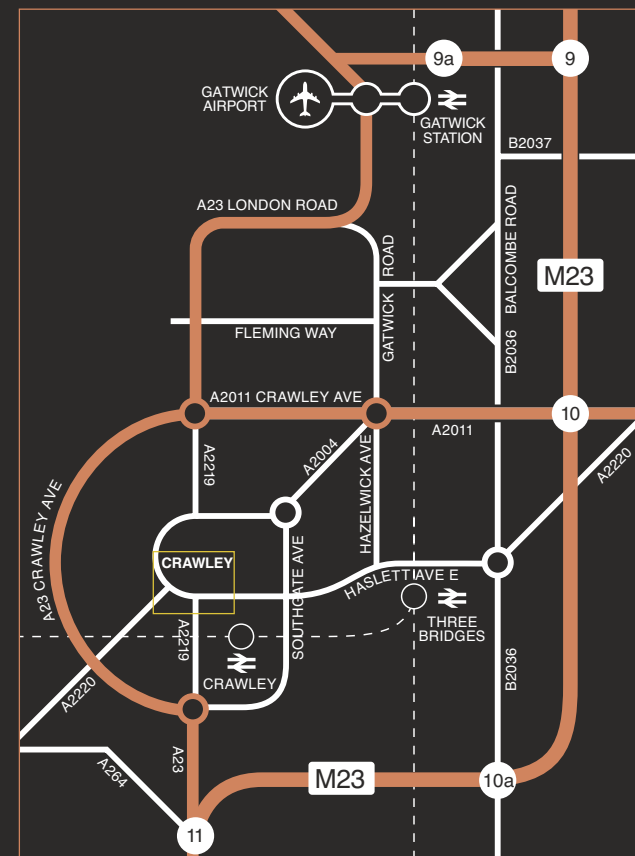 9a
9
GATWICK
AIRPORT
GATWICK
STATION
B2037
A23 LONDON ROAD
BALCOMBE ROAD
GATWICK ROAD
M23
FLEMING WAY
B2036
A2011 CRAWLEY AVE
10
A2011
A2219
A2004
HAZELWICK AVE
A2220
A23 CRAWLEY AVE
CRAWLEY
SOUTHGATE AVE
HASLETT AVE E
THREE
BRIDGES
A2219
CRAWLEY
A2220
B2036
A23
A264
M23
10a
11